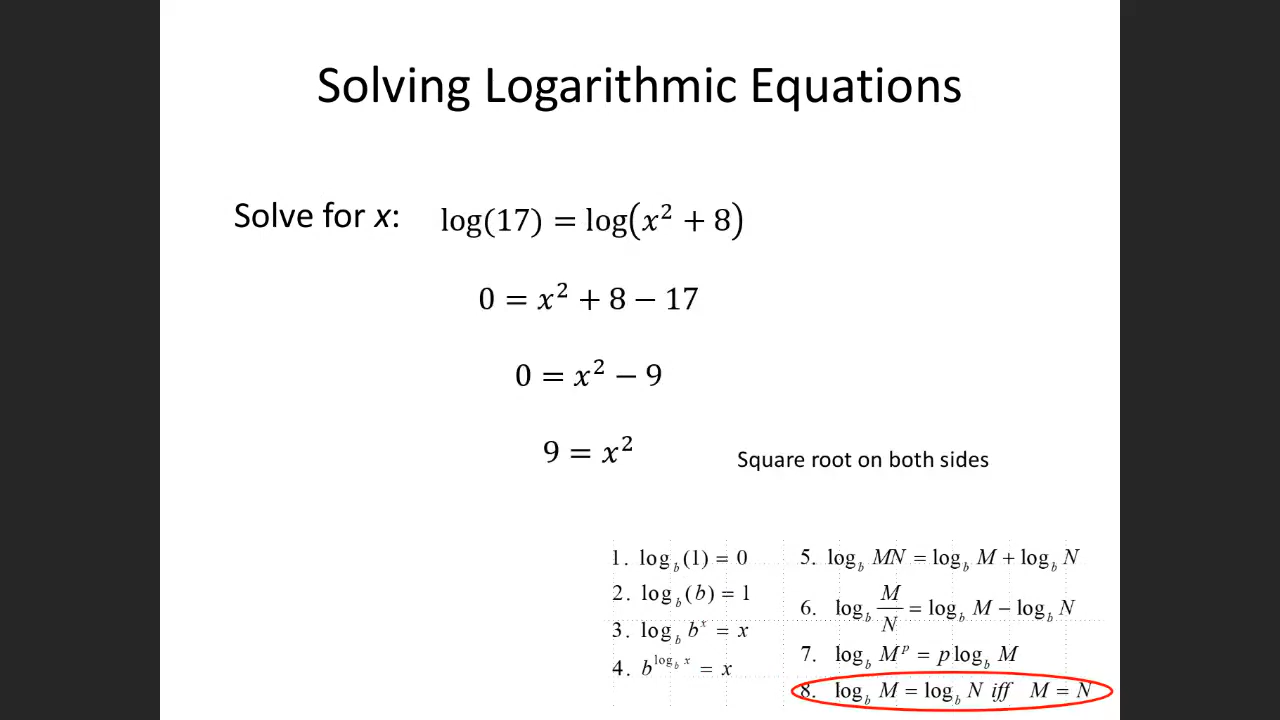 Solving Logarithmic Equations
Solve for x: log(17) = log(x² + 8)
0 = x² + 8 − 17
0 = x² − 9
9 = x²
Square root on both sides
1. log_b (1) = 0
2. log_b (b) = 1
3. log_b b^x = x
4. b^(log_b x) = x
5. log_b MN = log_b M + log_b N
6. log_b M/N = log_b M − log_b N
7. log_b M^p = p log_b M
8. log_b M = log_b N iff M = N